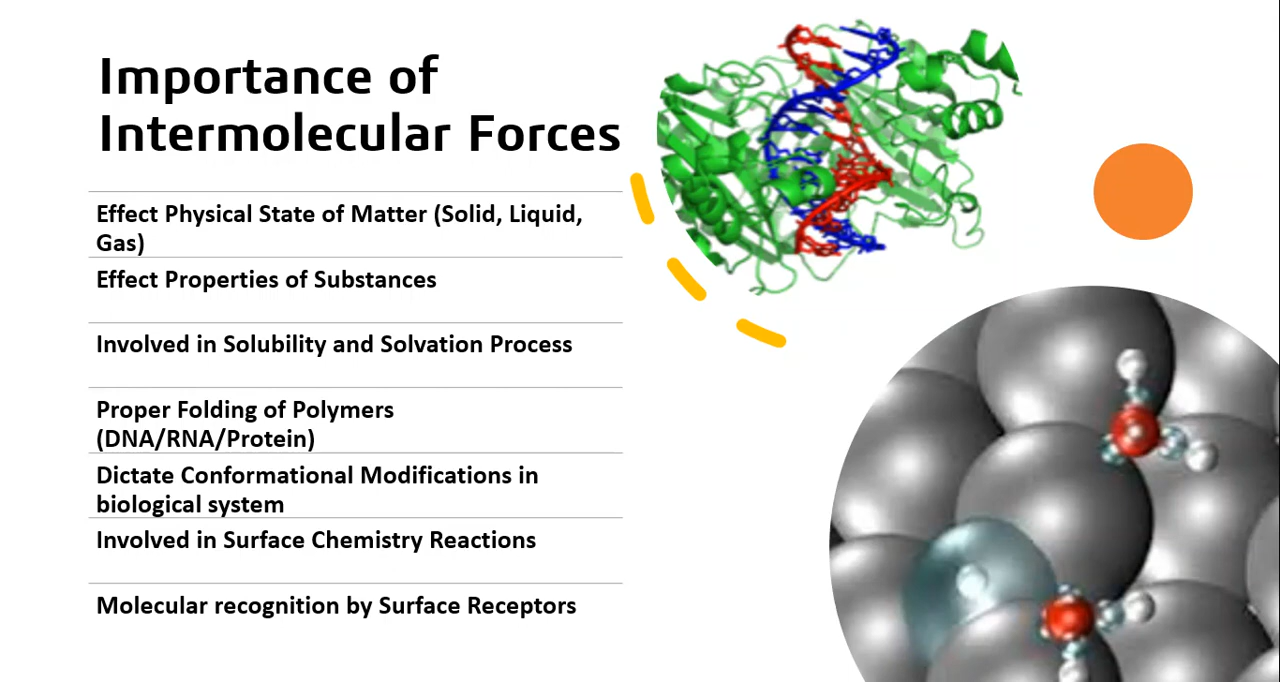 Importance of
Intermolecular Forces
Effect Physical State of Matter (Solid, Liquid,
Gas)
Effect Properties of Substances
Involved in Solubility and Solvation Process
Proper Folding of Polymers
(DNA/RNA/Protein)
Dictate Conformational Modifications in
biological system
Involved in Surface Chemistry Reactions
Molecular recognition by Surface Receptors